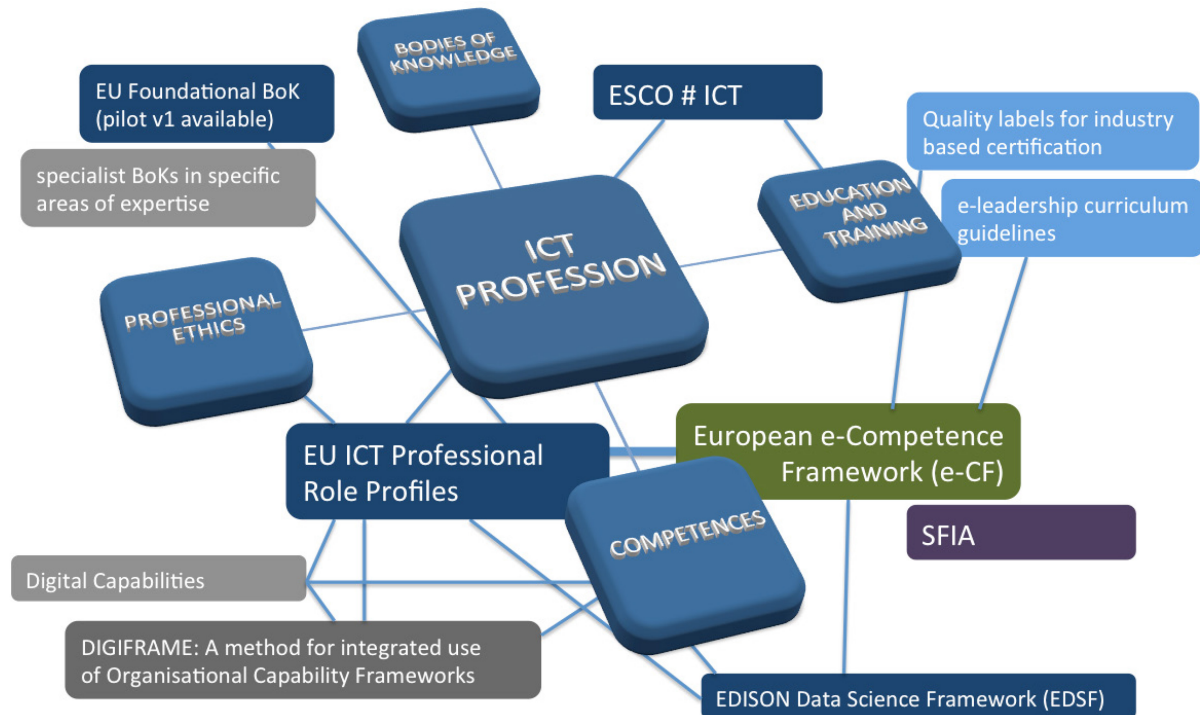 BODIES OF
KNOWLEDGE
EU Foundational BoK
(pilot v1 available)
ESCO # ICT
Quality labels for industry
based certification
specialist BoKs in specific
areas of expertise
EDUCATION
AND
TRAINING
e-leadership curriculum
guidelines
ICT
PROFESSION
PROFESSIONAL
ETHICS
EU ICT Professional
Role Profiles
European e-Competence
Framework (e-CF)
COMPETENCES
SFIA
Digital Capabilities
DIGIFRAME: A method for integrated use
of Organisational Capability Frameworks
EDISON Data Science Framework (EDSF)